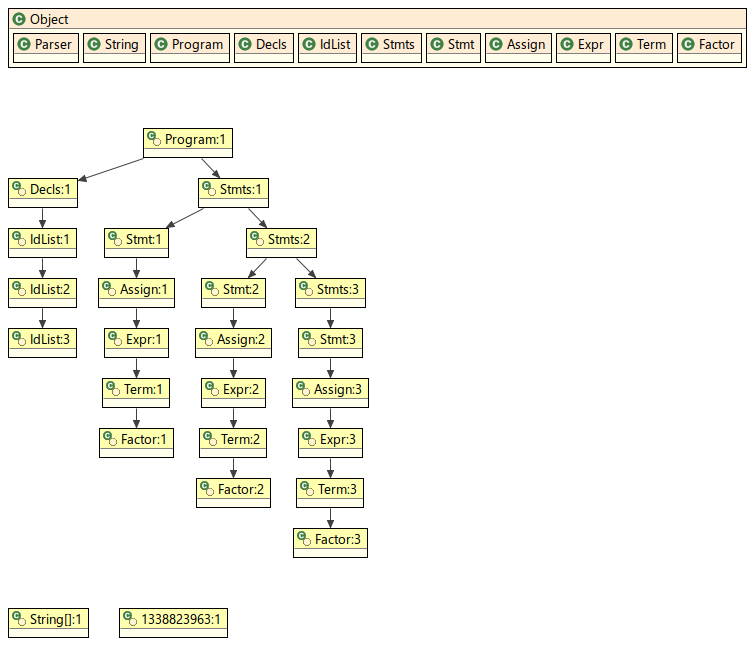 Object
Parser String Program Decls IdList Stmts Stmt Assign Expr Term Factor
Program:1
Decls:1 Stmts:1
IdList:1 Stmt:1 Stmts:2
IdList:2 Assign:1 Stmt:2 Stmts:3
IdList:3 Expr:1 Assign:2 Stmt:3
Term:1 Expr:2 Assign:3
Factor:1 Term:2 Expr:3
Factor:2 Term:3
Factor:3
String[]:1 1338823963:1